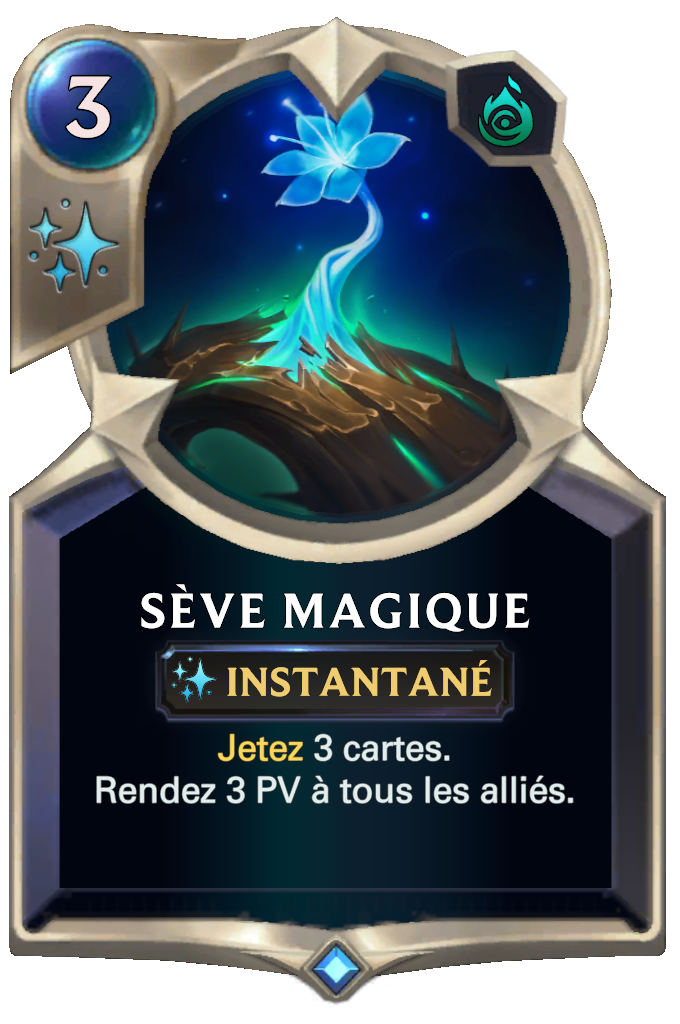 3
SÈVE MAGIQUE
INSTANTANÉ
Jetez 3 cartes.
Rendez 3 PV à tous les alliés.